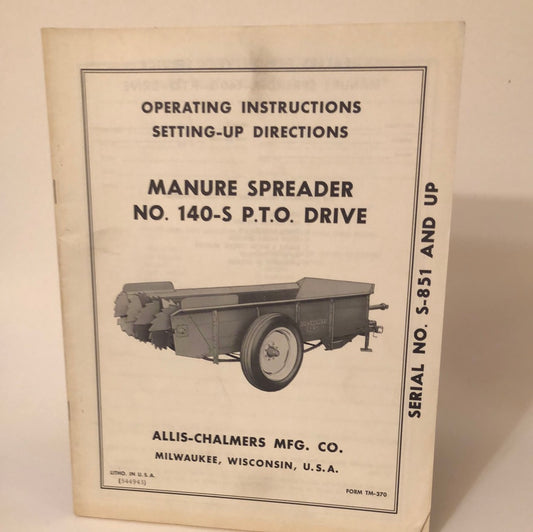 OPERATING INSTRUCTIONS
SETTING-UP DIRECTIONS
MANURE SPREADER
NO. 140-S P.T.O. DRIVE
SERIAL NO. S-851 AND UP
ALLIS-CHALMERS MFG. CO.
MILWAUKEE, WISCONSIN, U.S.A.
LITHO. IN U.S.A.
(544943)
FORM TM-370